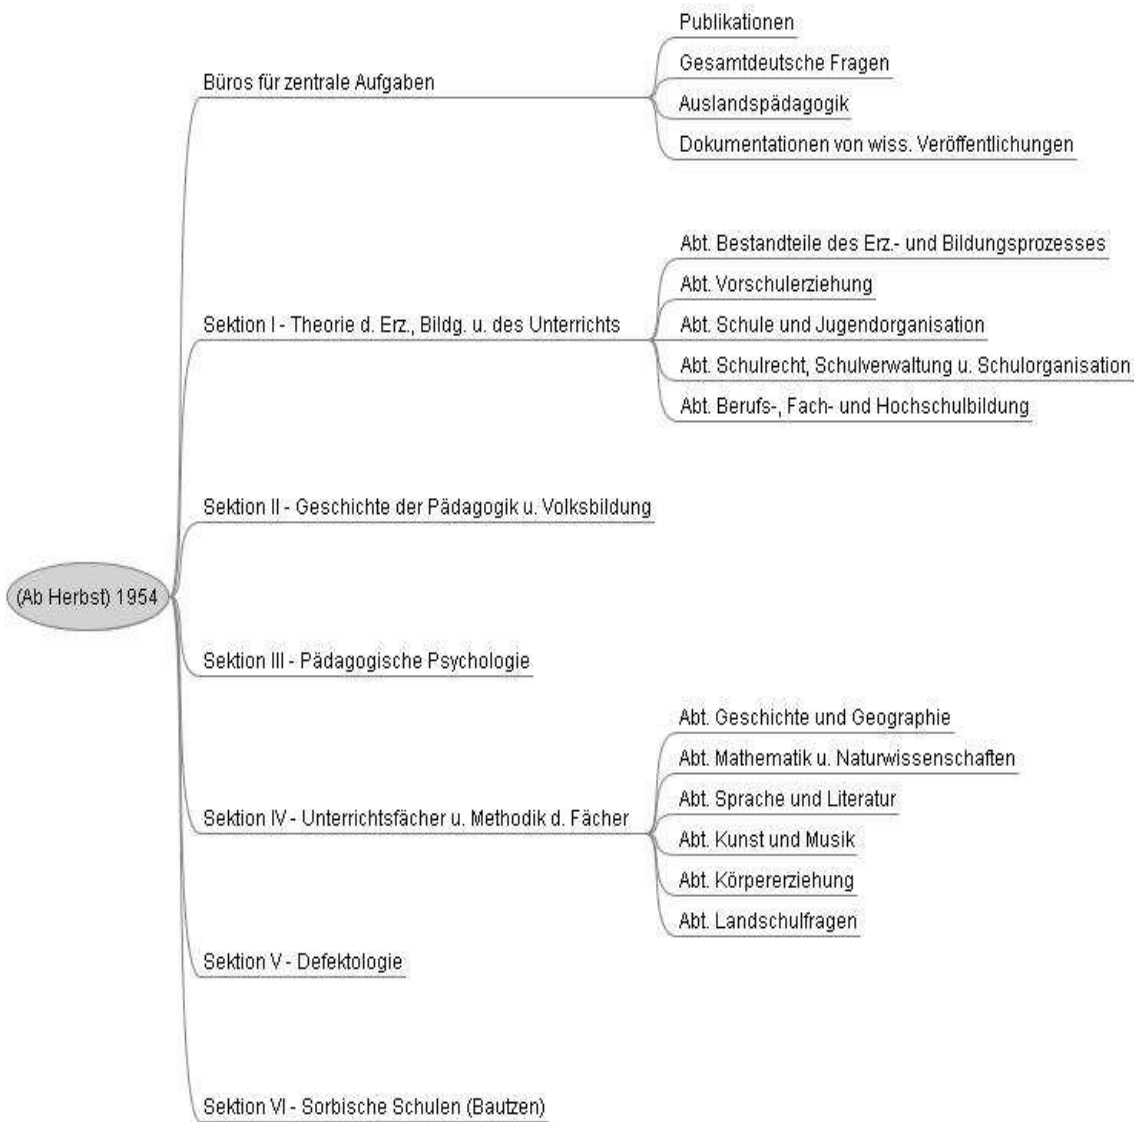 Publikationen
Gesamtdeutsche Fragen
Büros für zentrale Aufgaben
Auslandspädagogik
Dokumentationen von wiss. Veröffentlichungen
Abt. Bestandteile des Erz.- und Bildungsprozesses
Abt. Vorschulerziehung
Sektion I - Theorie d. Erz., Bildg. u. des Unterrichts
Abt. Schule und Jugendorganisation
Abt. Schulrecht, Schulverwaltung u. Schulorganisation
Abt. Berufs-, Fach- und Hochschulbildung
Sektion II - Geschichte der Pädagogik u. Volksbildung
(Ab Herbst) 1954
Sektion III - Pädagogische Psychologie
Abt. Geschichte und Geographie
Abt. Mathematik u. Naturwissenschaften
Abt. Sprache und Literatur
Sektion IV - Unterrichtsfächer u. Methodik d. Fächer
Abt. Kunst und Musik
Abt. Körpererziehung
Abt. Landschulfragen
Sektion V - Defektologie
Sektion VI - Sorbische Schulen (Bautzen)